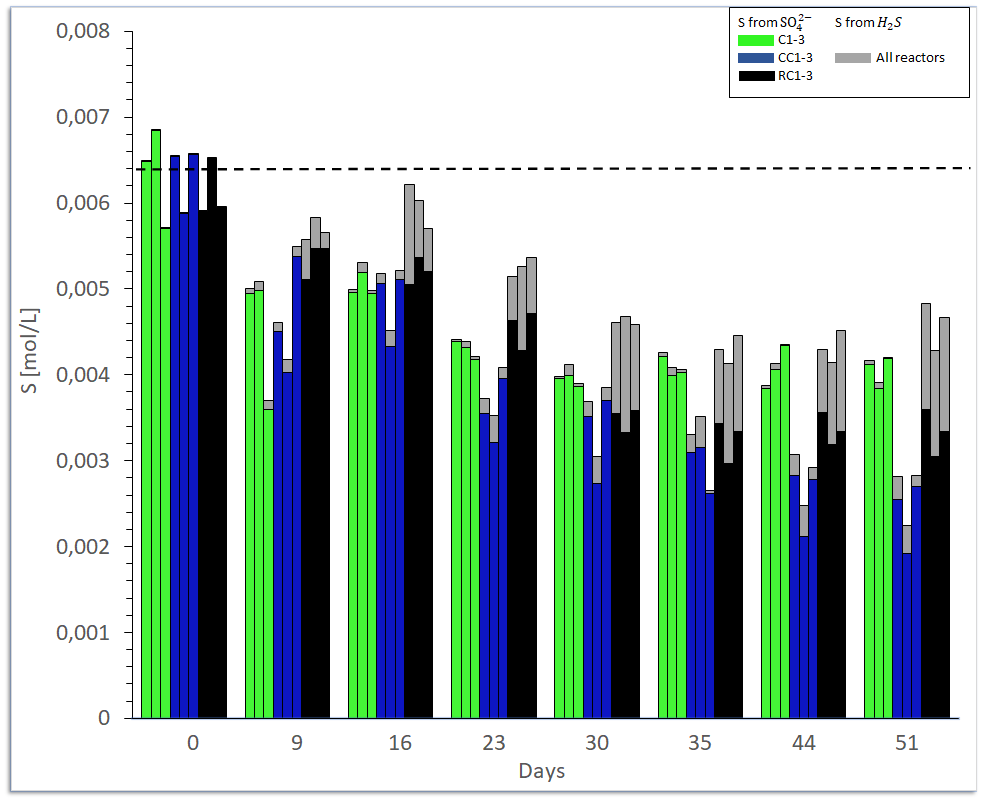 S from SO₄²⁻ S from H₂S
C1-3
CC1-3 All reactors
RC1-3
0,008
0,007
0,006
0,005
0,004
0,003
0,002
0,001
0
S [mol/L]
0 9 16 23 30 35 44 51
Days